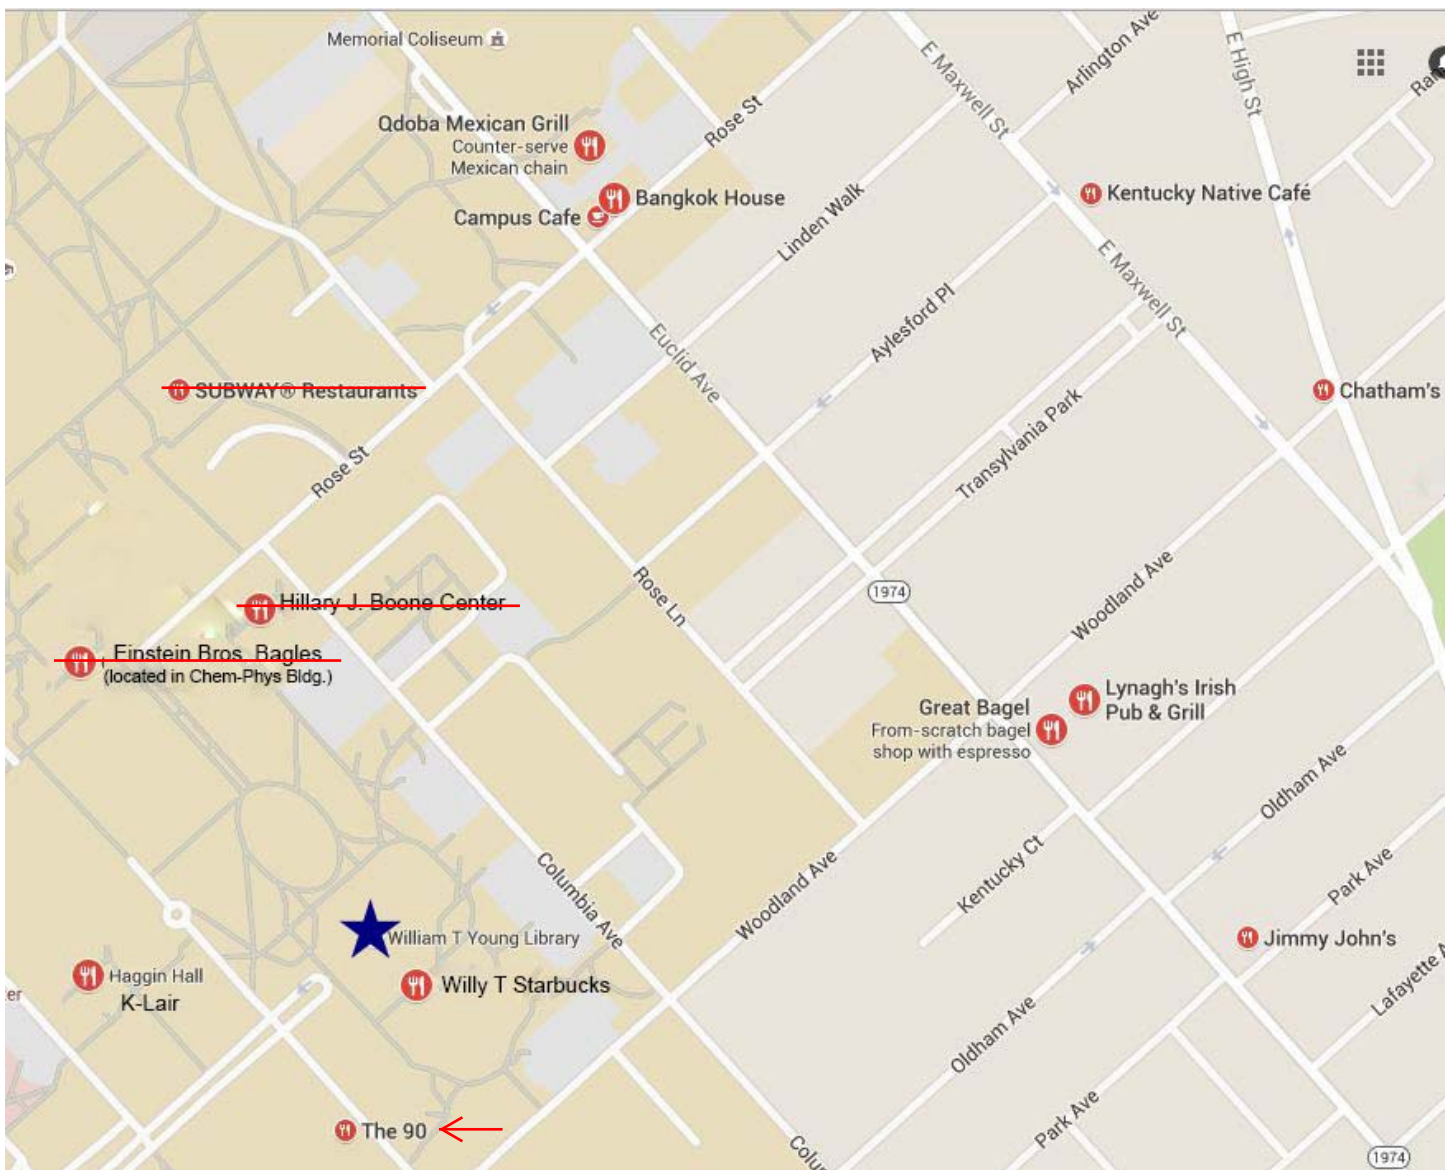 Memorial Coliseum
Arlington Ave
E Maxwell St
E High St
Qdoba Mexican Grill
Counter-serve
Mexican chain
Rose St
Bangkok House
Campus Cafe
Linden Walk
Kentucky Native Café
E Maxwell St
Aylesford Pl
Euclid Ave
SUBWAY® Restaurants
Chatham's
Transylvania Park
Rose St
Rose Ln
1974
Woodland Ave
Hillary J. Boone Center
Einstein Bros. Bagles
(located in Chem-Phys Bldg.)
Great Bagel
From-scratch bagel
shop with espresso
Lynagh's Irish
Pub & Grill
Oldham Ave
Columbia Ave
Woodland Ave
Kentucky Ct
Park Ave
William T Young Library
Jimmy John's
Haggin Hall
K-Lair
Willy T Starbucks
Lafayette
Oldham Ave
The 90
Park Ave
1974